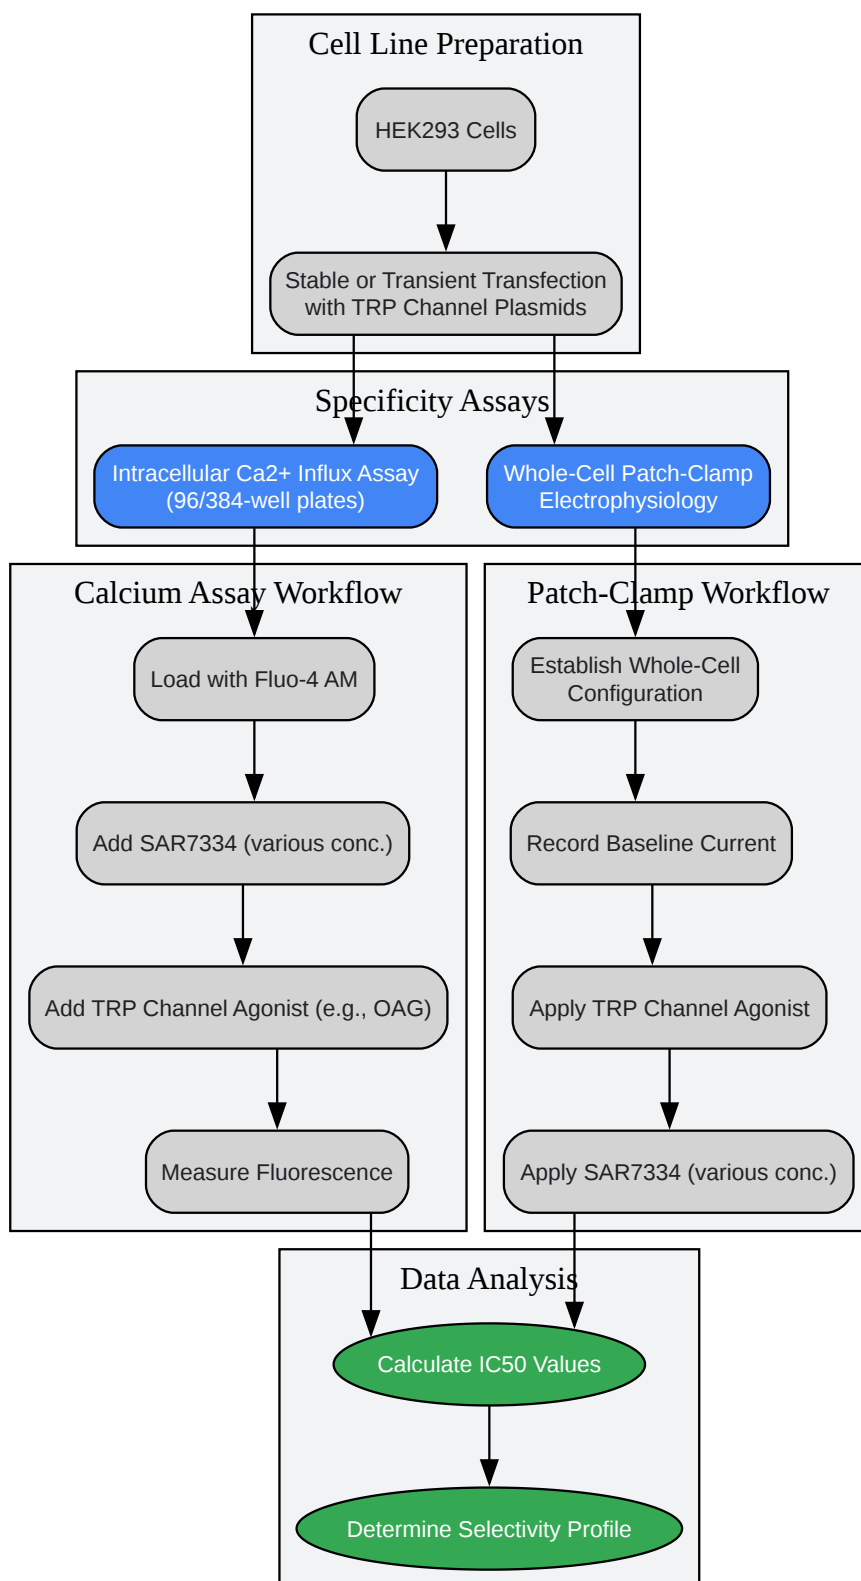 Cell Line Preparation
HEK293 Cells
Stable or Transient Transfection
with TRP Channel Plasmids
Specificity Assays
Intracellular Ca2+ Influx Assay
(96/384-well plates)
Whole-Cell Patch-Clamp
Electrophysiology
Calcium Assay Workflow
Load with Fluo-4 AM
Add SAR7334 (various conc.)
Add TRP Channel Agonist (e.g., OAG)
Measure Fluorescence
Patch-Clamp Workflow
Establish Whole-Cell
Configuration
Record Baseline Current
Apply TRP Channel Agonist
Apply SAR7334 (various conc.)
Data Analysis
Calculate IC50 Values
Determine Selectivity Profile